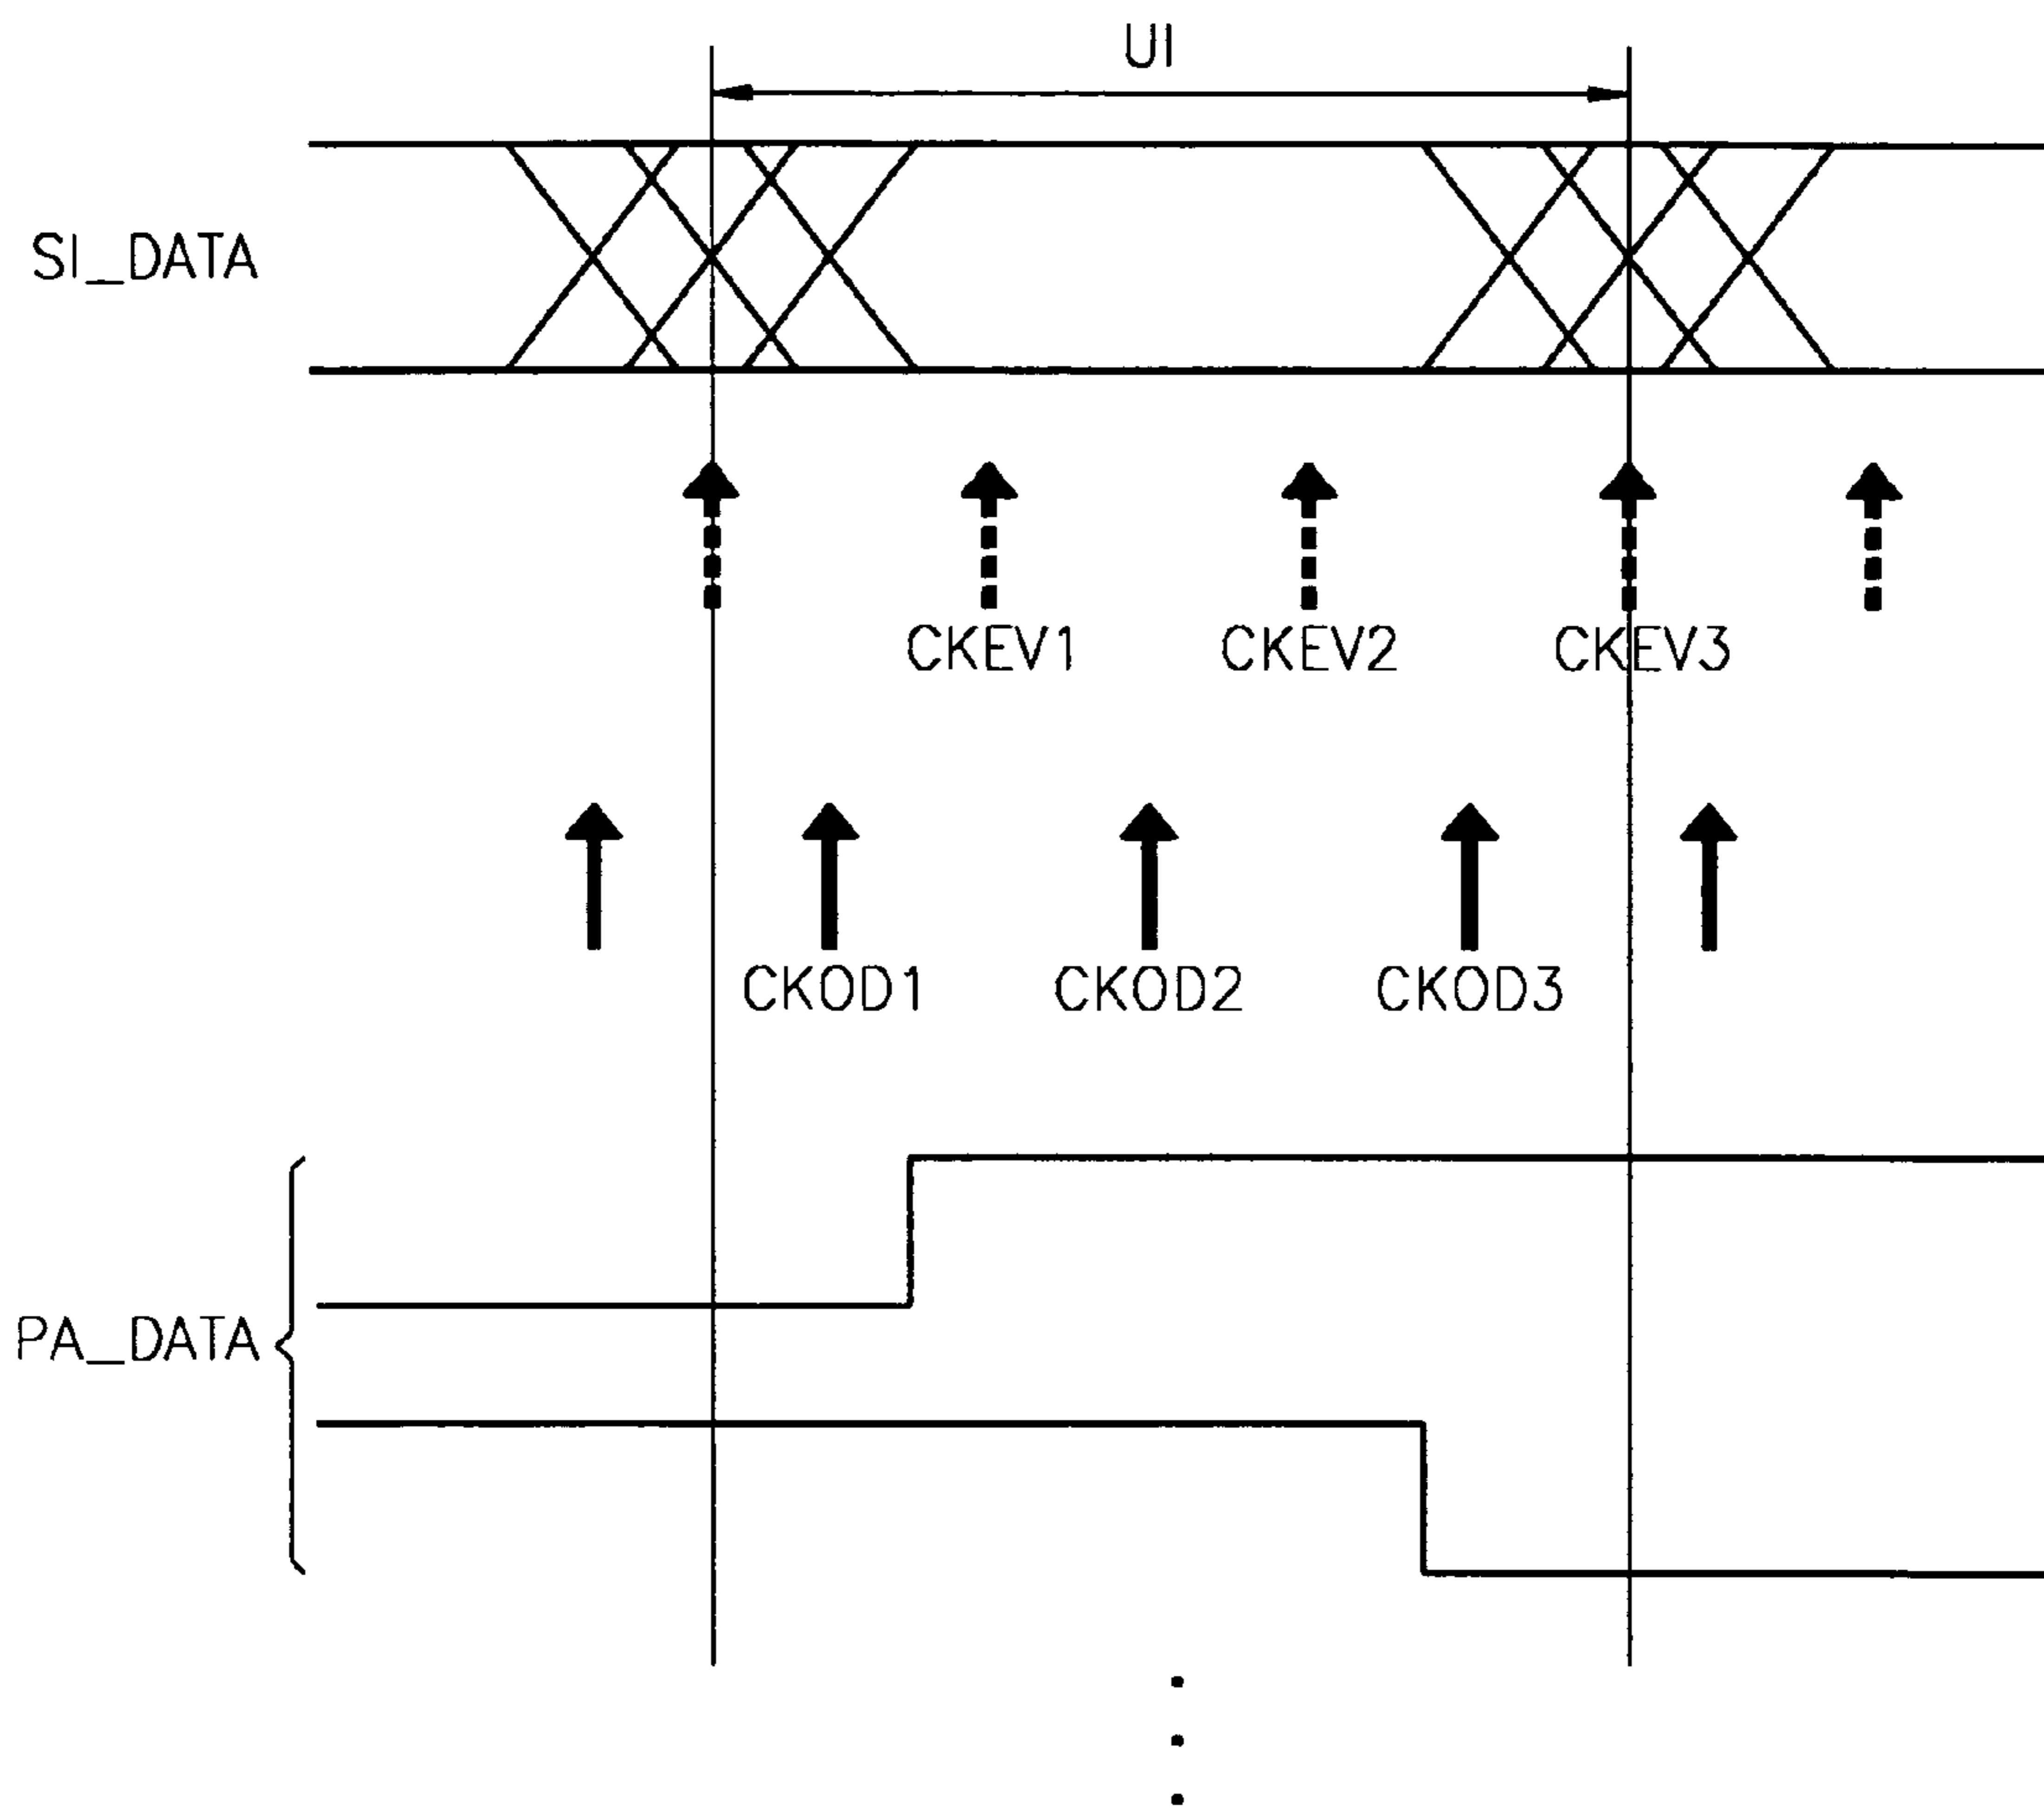 UI
SI_DATA
CKEV1 CKEV2 CKEV3
CKOD1 CKOD2 CKOD3
PA_DATA